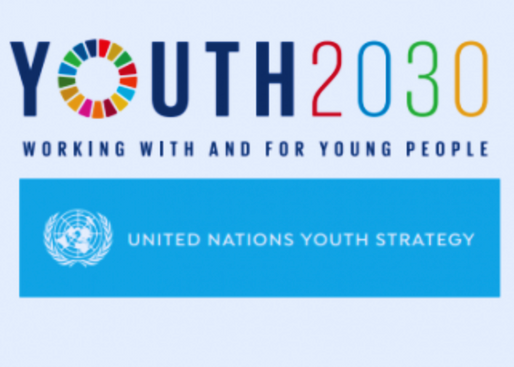 YOUTH2030
WORKING WITH AND FOR YOUNG PEOPLE
UNITED NATIONS YOUTH STRATEGY